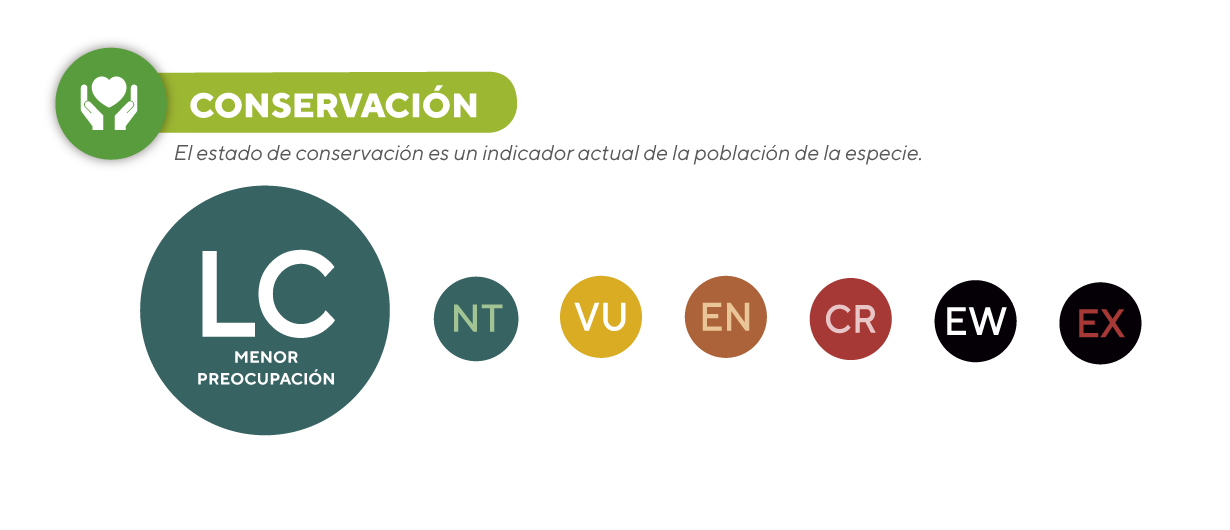 CONSERVACIÓN
El estado de conservación es un indicador actual de la población de la especie.
LC
MENOR
PREOCUPACIÓN
NT
VU
EN
CR
EW
EX